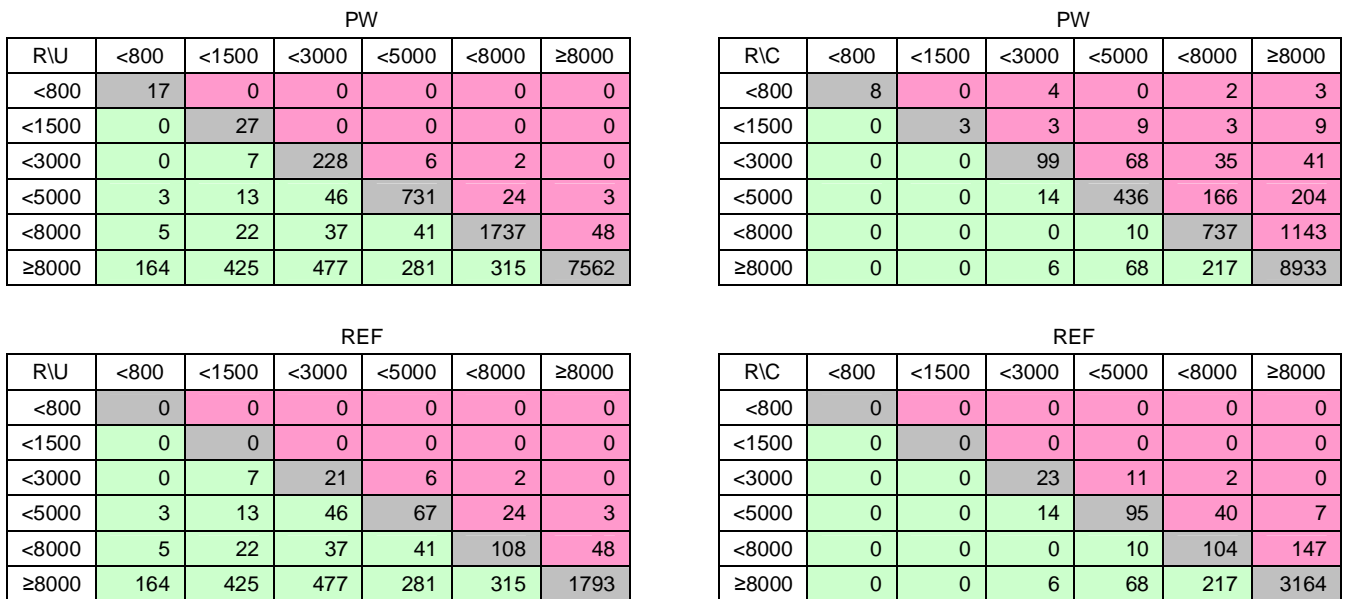 PW
R\U <800 <1500 <3000 <5000 <8000 ≥8000
<800 17 0 0 0 0 0
<1500 0 27 0 0 0 0
<3000 0 7 228 6 2 0
<5000 3 13 46 731 24 3
<8000 5 22 37 41 1737 48
≥8000 164 425 477 281 315 7562
PW
R\C <800 <1500 <3000 <5000 <8000 ≥8000
<800 8 0 4 0 2 3
<1500 0 3 3 9 3 9
<3000 0 0 99 68 35 41
<5000 0 0 14 436 166 204
<8000 0 0 0 10 737 1143
≥8000 0 0 6 68 217 8933
REF
R\U <800 <1500 <3000 <5000 <8000 ≥8000
<800 0 0 0 0 0 0
<1500 0 0 0 0 0 0
<3000 0 7 21 6 2 0
<5000 3 13 46 67 24 3
<8000 5 22 37 41 108 48
≥8000 164 425 477 281 315 1793
REF
R\C <800 <1500 <3000 <5000 <8000 ≥8000
<800 0 0 0 0 0 0
<1500 0 0 0 0 0 0
<3000 0 0 23 11 2 0
<5000 0 0 14 95 40 7
<8000 0 0 0 10 104 147
≥8000 0 0 6 68 217 3164